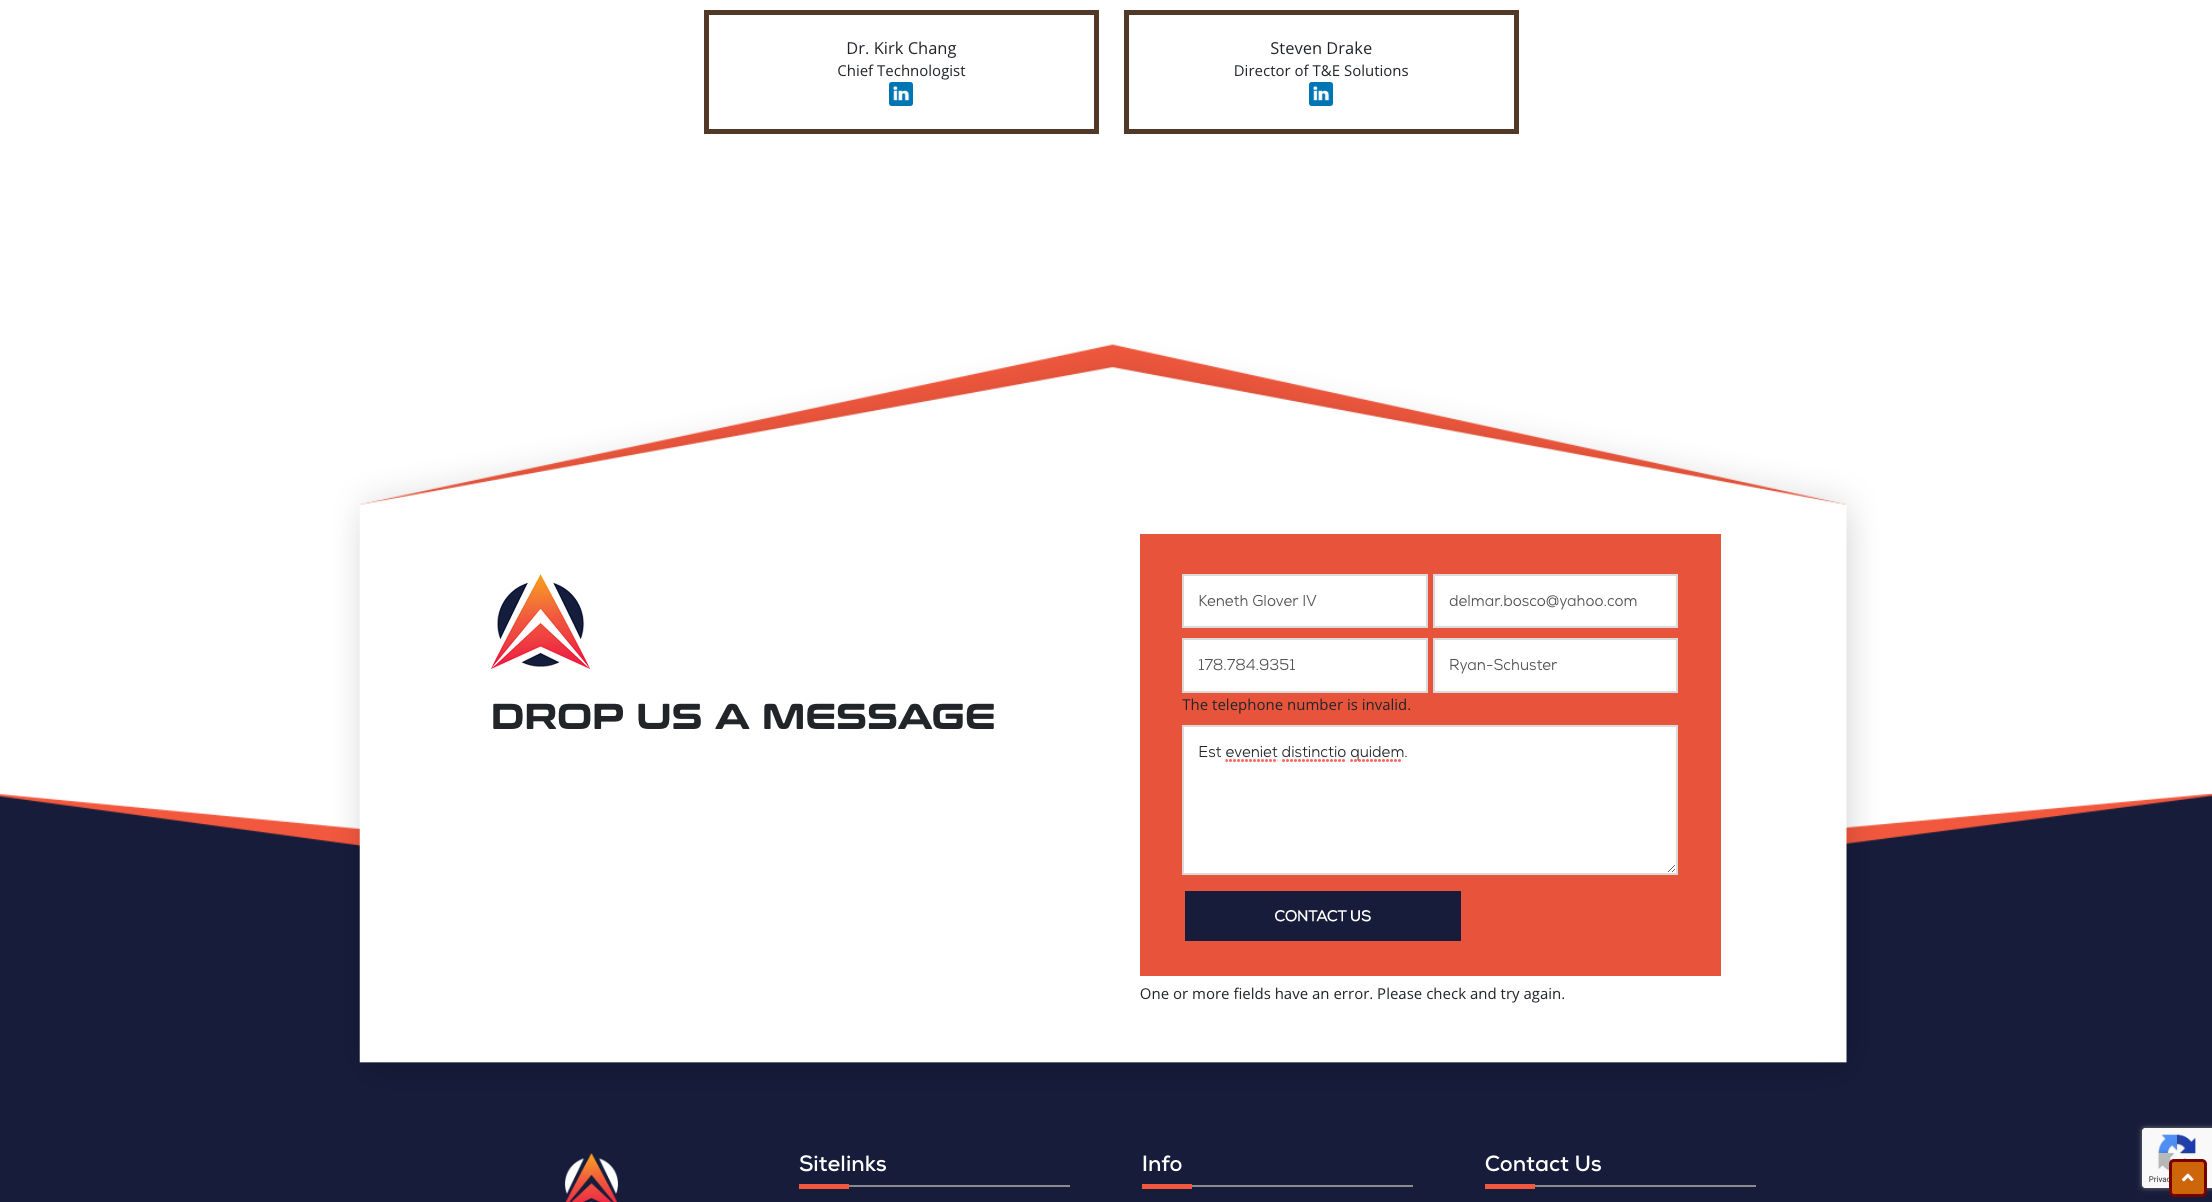 Dr. Kirk Chang
Chief Technologist
in
Steven Drake
Director of T&E Solutions
in
DROP US A MESSAGE
Keneth Glover IV
delmar.bosco@yahoo.com
178.784.9351
Ryan-Schuster
The telephone number is invalid.
Est eveniet distinctio quidem.
CONTACT US
One or more fields have an error. Please check and try again.
Sitelinks
Info
Contact Us